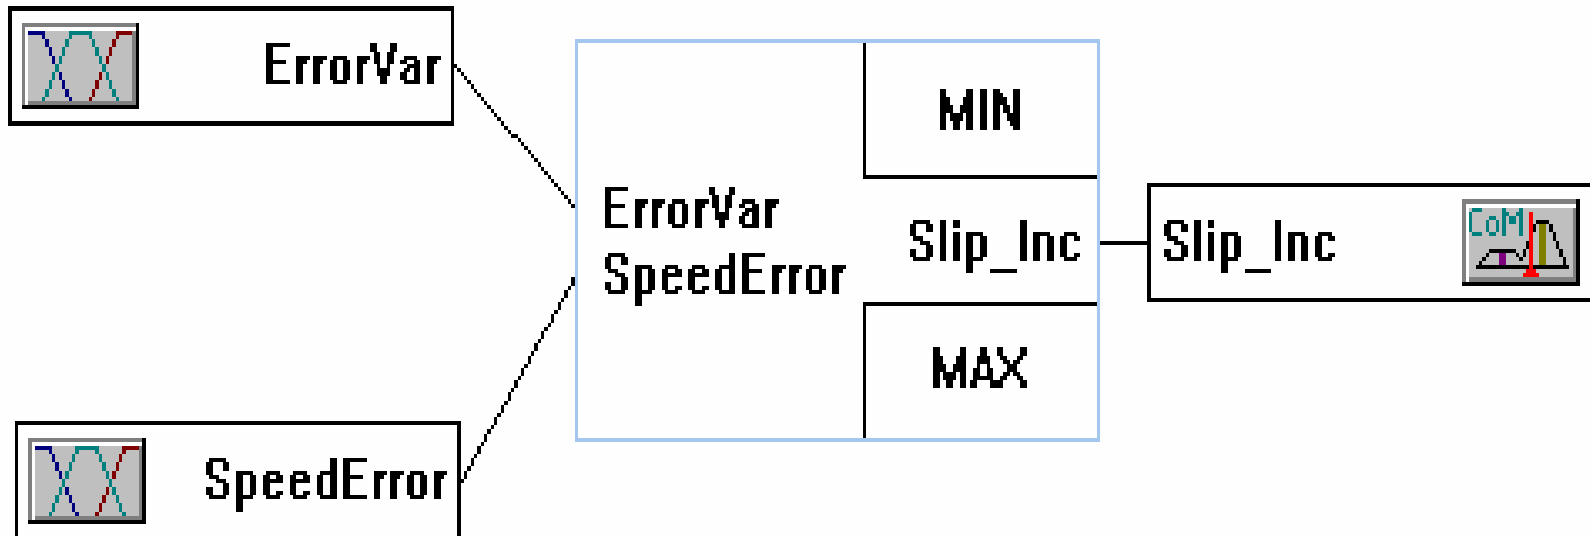 ErrorVar
SpeedError
ErrorVar
SpeedError
MIN
Slip_Inc
MAX
Slip_Inc
CoM